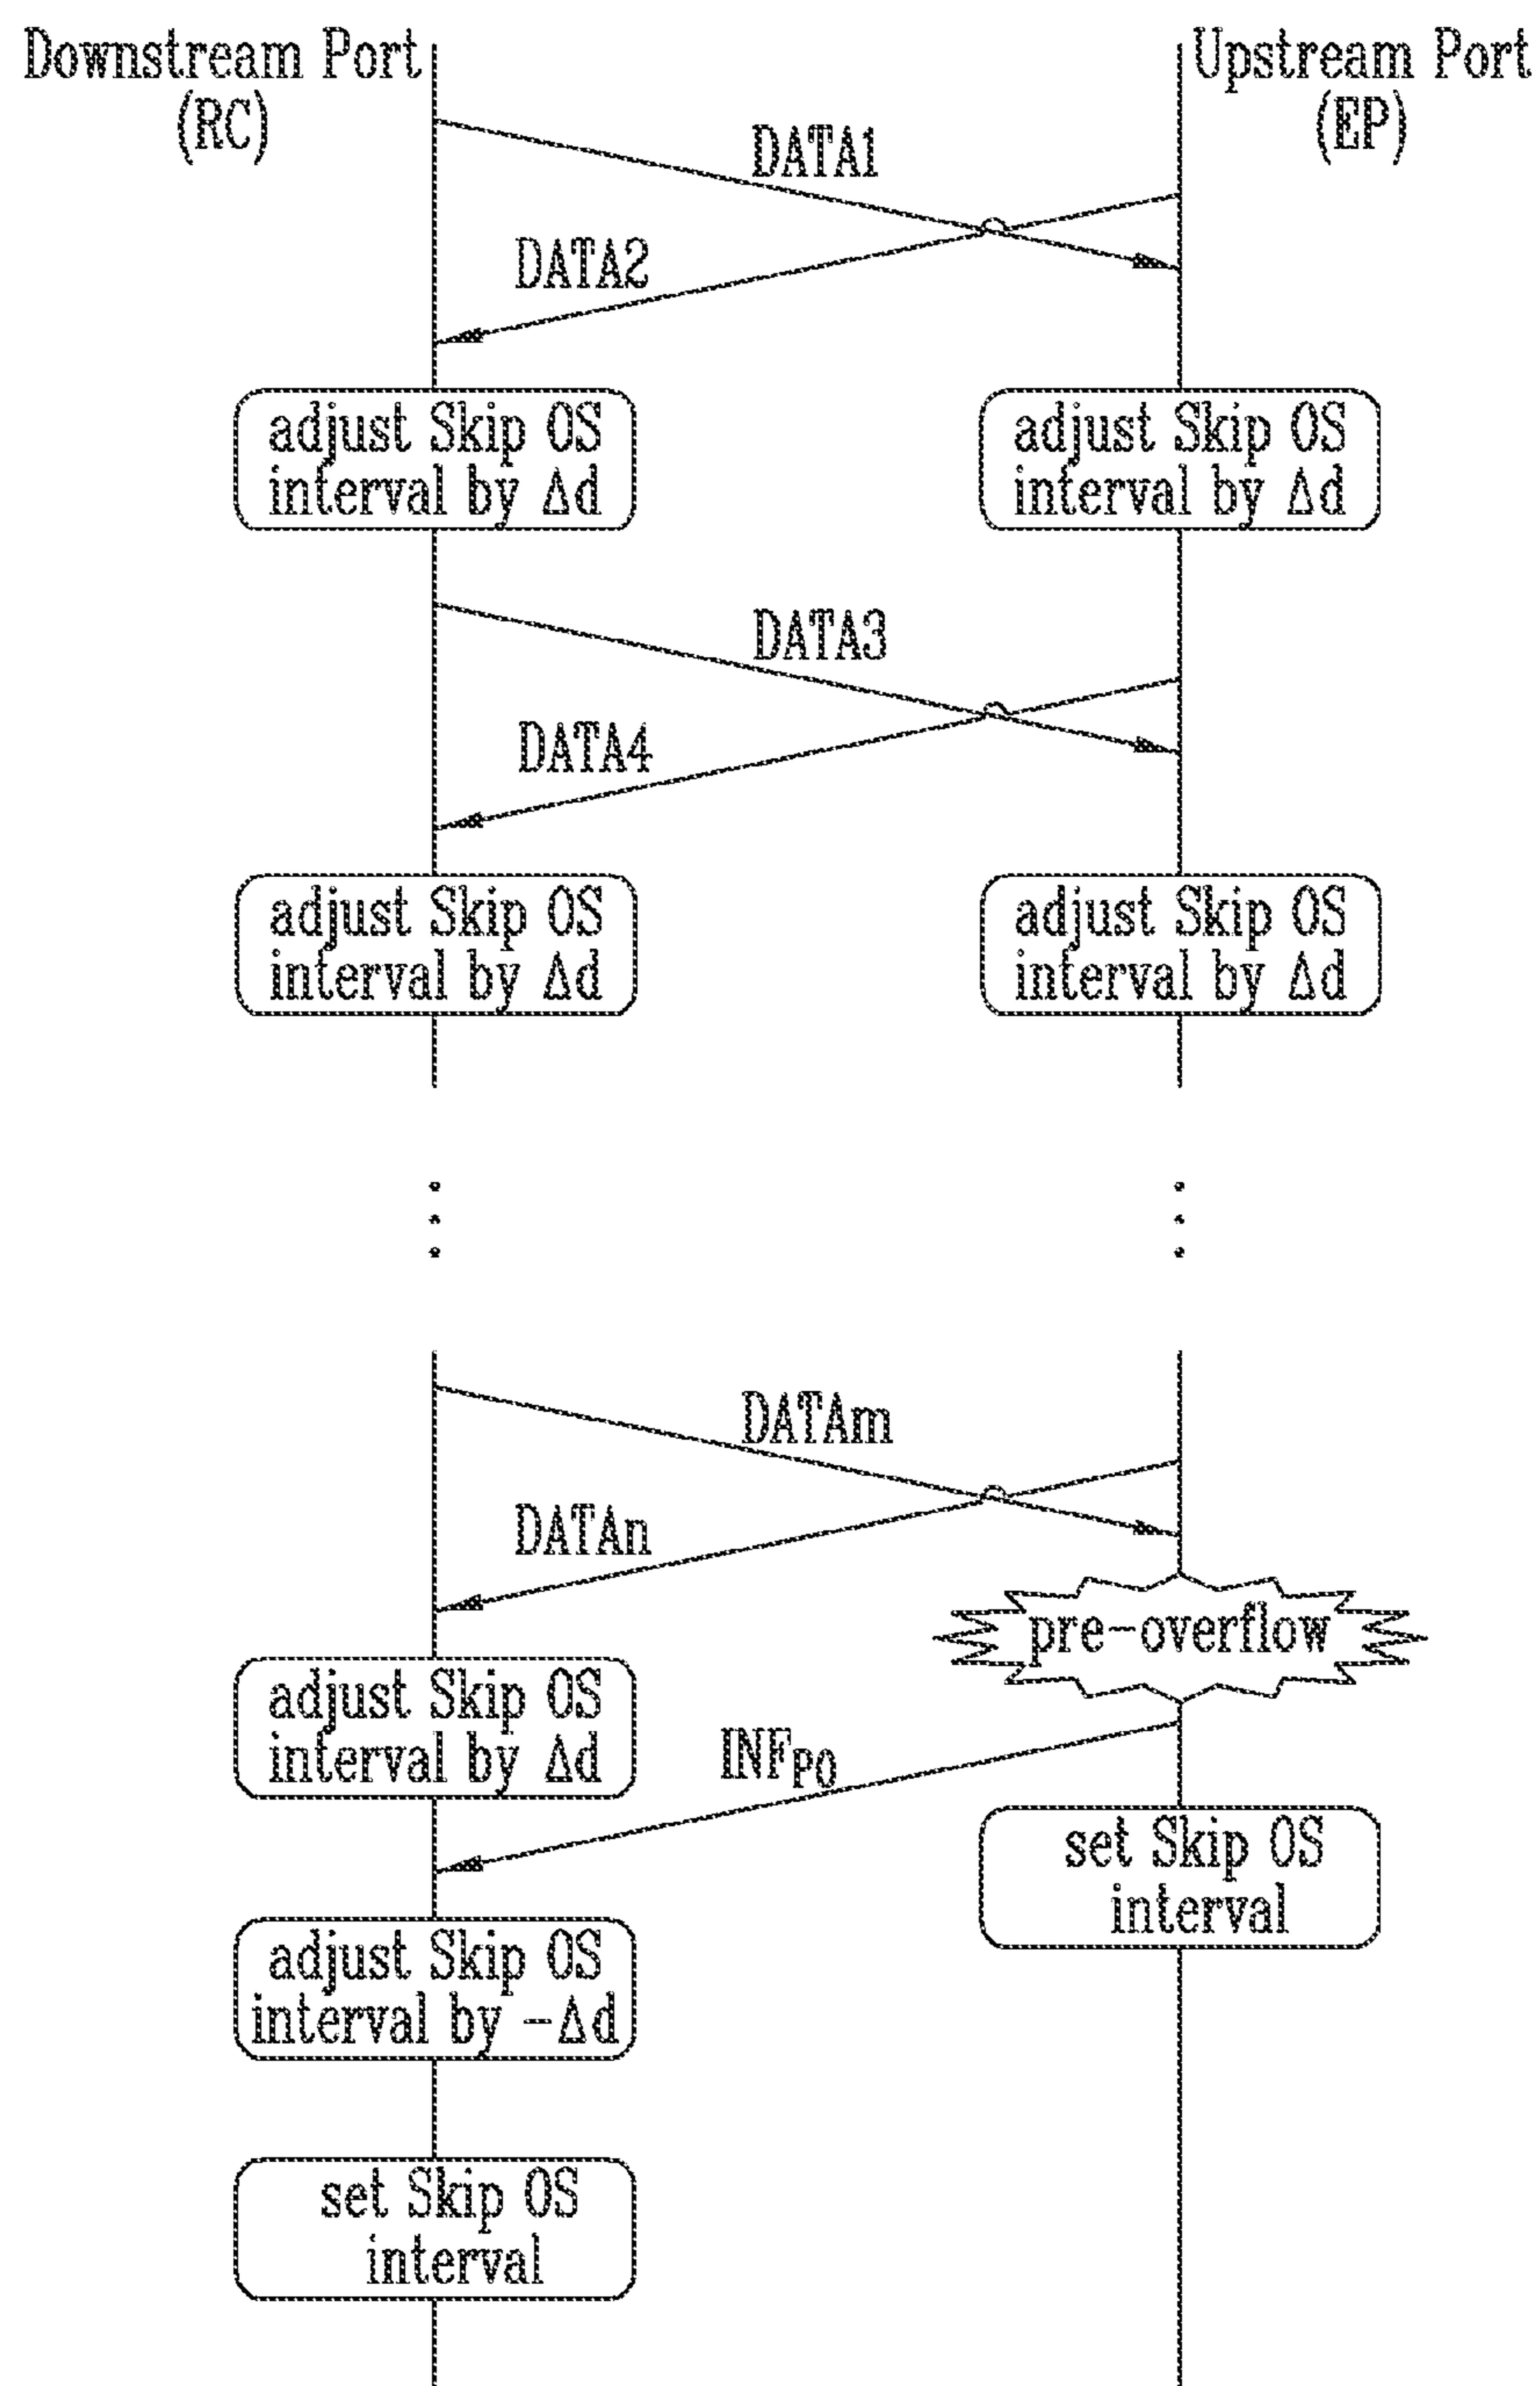 Downstream Port
(RC)
Upstream Port
(EP)
DATA1
DATA2
adjust Skip OS
interval by Δd
adjust Skip OS
interval by Δd
DATA3
DATA4
adjust Skip OS
interval by Δd
adjust Skip OS
interval by Δd
DATAm
DATAn
pre-overflow
adjust Skip OS
interval by Δd
INFPO
set Skip OS
interval
adjust Skip OS
interval by -Δd
set Skip OS
interval